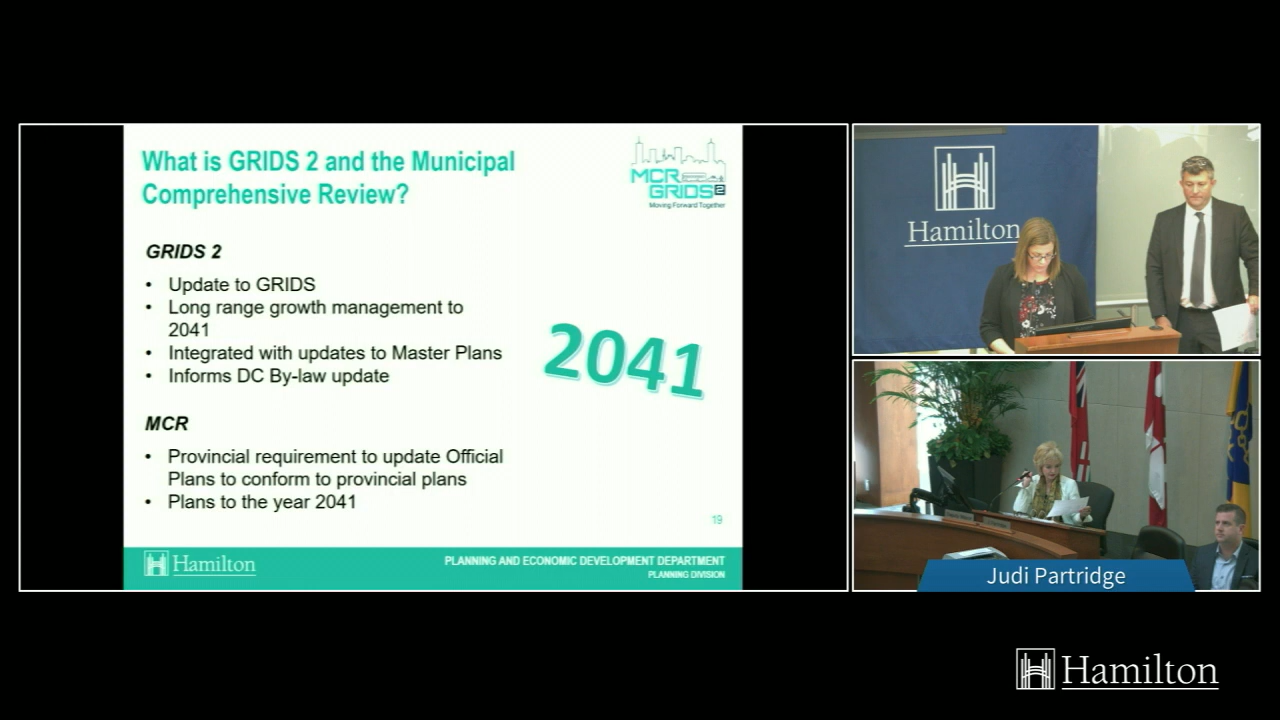 What is GRIDS 2 and the Municipal
Comprehensive Review?
MCR
GRIDS2
Moving Forward Together
GRIDS 2
• Update to GRIDS
• Long range growth management to
2041
• Integrated with updates to Master Plans
• Informs DC By-law update
2041
MCR
• Provincial requirement to update Official
Plans to conform to provincial plans
• Plans to the year 2041
19
Hamilton
PLANNING AND ECONOMIC DEVELOPMENT DEPARTMENT
PLANNING DIVISION
Hamilton
Judi Partridge
Hamilton